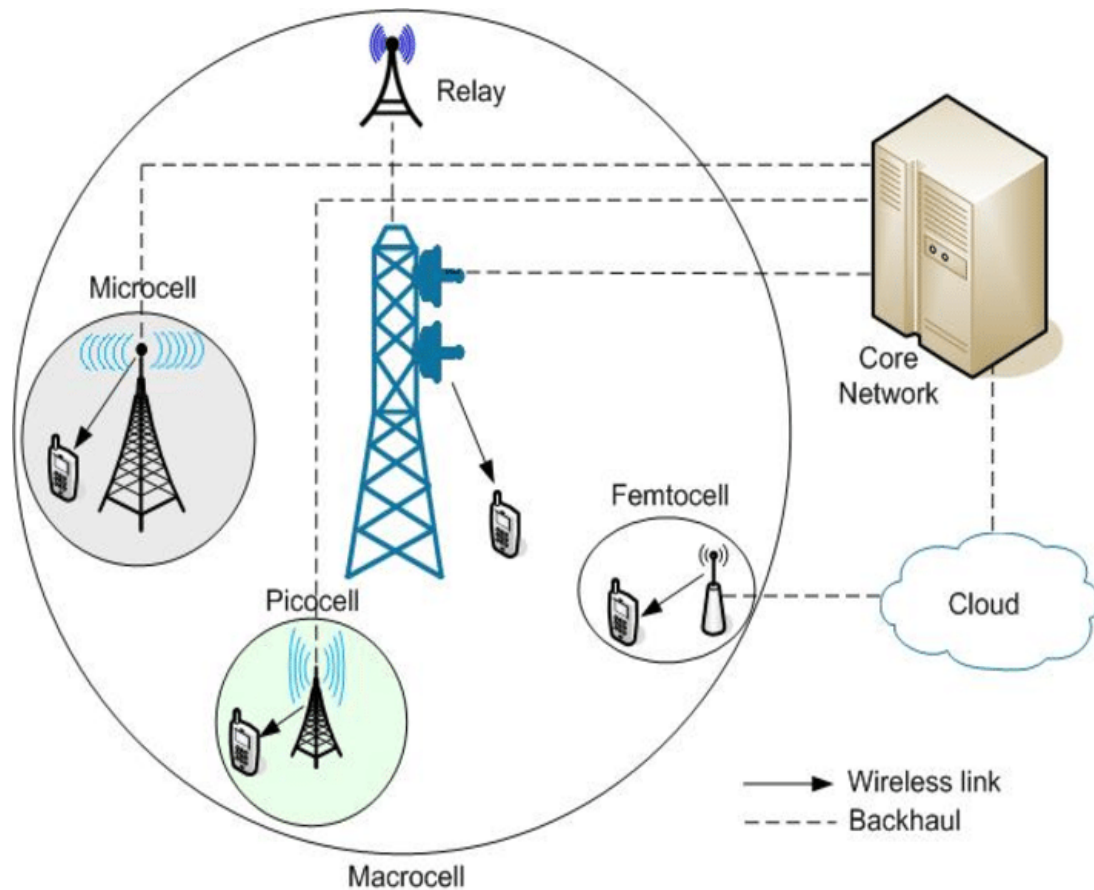 Relay
Microcell
Core
Network
Femtocell
Picocell
Cloud
Wireless link
Backhaul
Macrocell